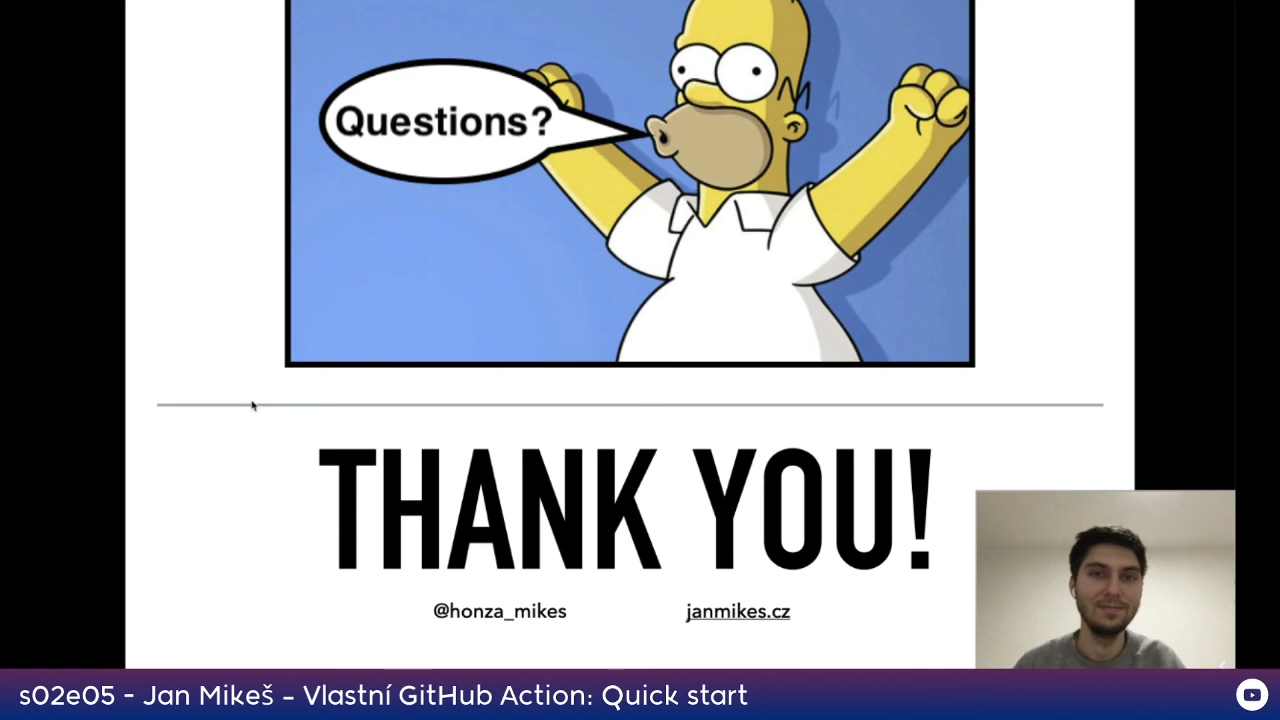 Questions?
THANK YOU!
@honza_mikes
janmikes.cz
s02e05 - Jan Mikeš - Vlastní GitHub Action: Quick start